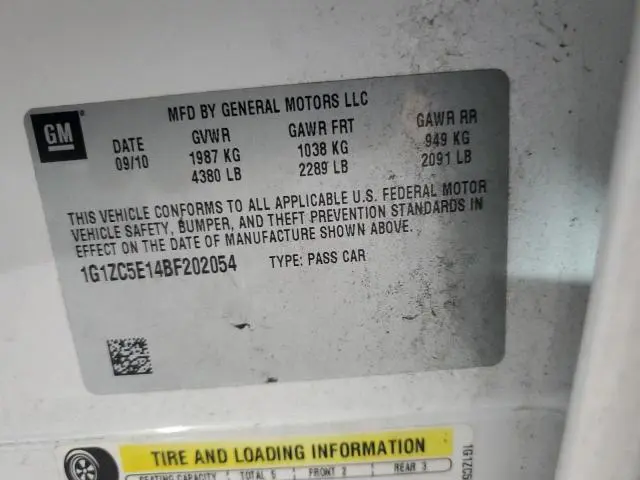 GM
MFD BY GENERAL MOTORS LLC
DATE GVWR GAWR FRT GAWR RR
09/10 1987 KG 1038 KG 949 KG
4380 LB 2289 LB 2091 LB
THIS VEHICLE CONFORMS TO ALL APPLICABLE U.S. FEDERAL MOTOR
VEHICLE SAFETY, BUMPER, AND THEFT PREVENTION STANDARDS IN
EFFECT ON THE DATE OF MANUFACTURE SHOWN ABOVE.
1G1ZC5E14BF202054 TYPE: PASS CAR
TIRE AND LOADING INFORMATION
SEATING CAPACITY TOTAL 5 FRONT 2 REAR 3
1G1ZC5